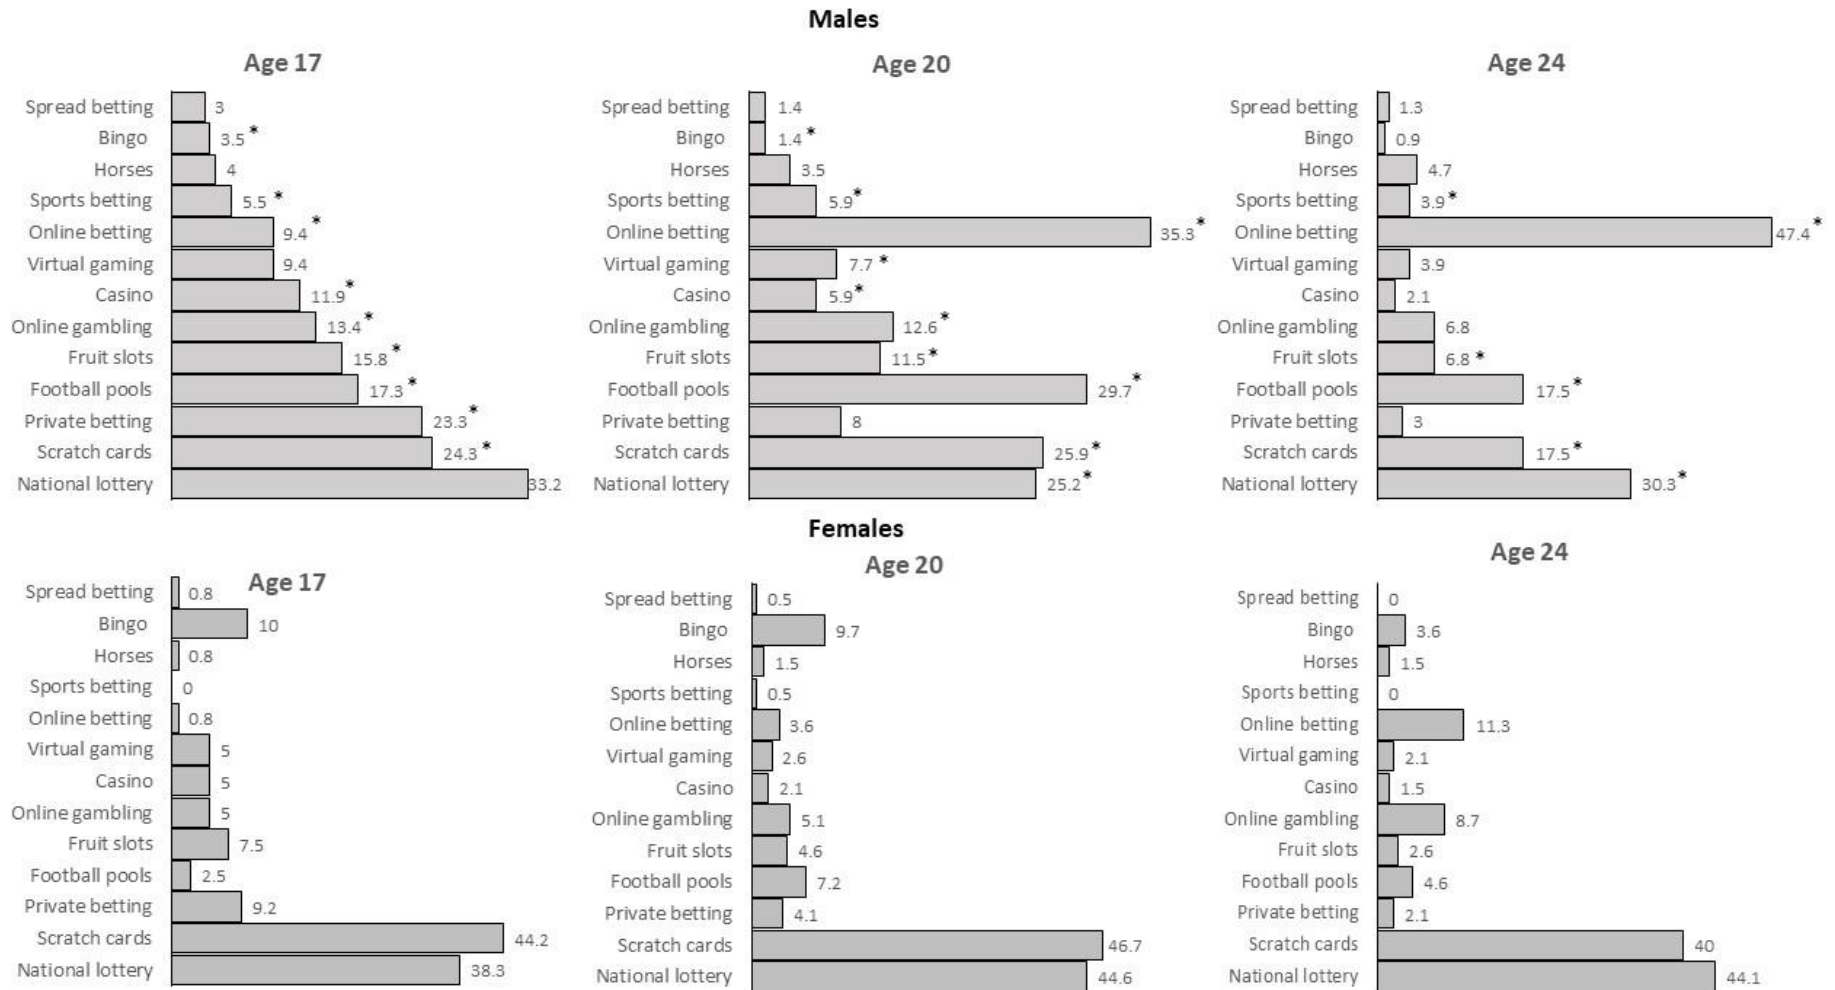 Males
Age 17
Spread betting 3
Bingo 3.5 *
Horses 4
Sports betting 5.5 *
Online betting 9.4 *
Virtual gaming 9.4
Casino 11.9 *
Online gambling 13.4 *
Fruit slots 15.8 *
Football pools 17.3 *
Private betting 23.3 *
Scratch cards 24.3 *
National lottery 33.2
Age 20
Spread betting 1.4
Bingo 1.4 *
Horses 3.5
Sports betting 5.9 *
Online betting 35.3 *
Virtual gaming 7.7 *
Casino 5.9 *
Online gambling 12.6 *
Fruit slots 11.5 *
Football pools 29.7 *
Private betting 8
Scratch cards 25.9 *
National lottery 25.2 *
Age 24
Spread betting 1.3
Bingo 0.9
Horses 4.7
Sports betting 3.9 *
Online betting 47.4 *
Virtual gaming 3.9
Casino 2.1
Online gambling 6.8
Fruit slots 6.8 *
Football pools 17.5 *
Private betting 3
Scratch cards 17.5 *
National lottery 30.3 *
Females
Age 17
Spread betting 0.8
Bingo 10
Horses 0.8
Sports betting 0
Online betting 0.8
Virtual gaming 5
Casino 5
Online gambling 5
Fruit slots 7.5
Football pools 2.5
Private betting 9.2
Scratch cards 44.2
National lottery 38.3
Age 20
Spread betting 0.5
Bingo 9.7
Horses 1.5
Sports betting 0.5
Online betting 3.6
Virtual gaming 2.6
Casino 2.1
Online gambling 5.1
Fruit slots 4.6
Football pools 7.2
Private betting 4.1
Scratch cards 46.7
National lottery 44.6
Age 24
Spread betting 0
Bingo 3.6
Horses 1.5
Sports betting 0
Online betting 11.3
Virtual gaming 2.1
Casino 1.5
Online gambling 8.7
Fruit slots 2.6
Football pools 4.6
Private betting 2.1
Scratch cards 40
National lottery 44.1